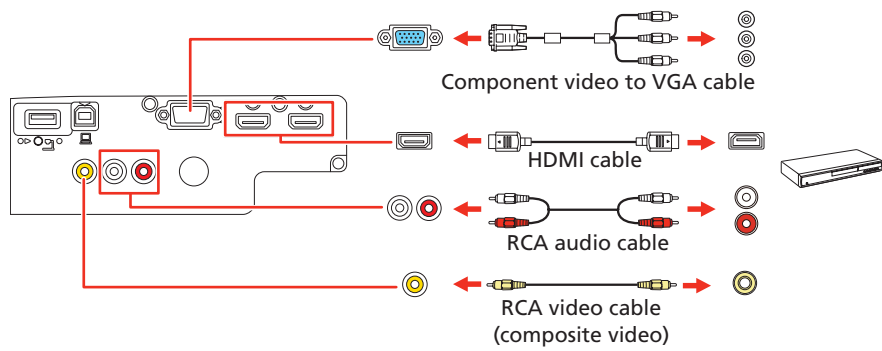 Component video to VGA cable
HDMI cable
RCA audio cable
RCA video cable
(composite video)